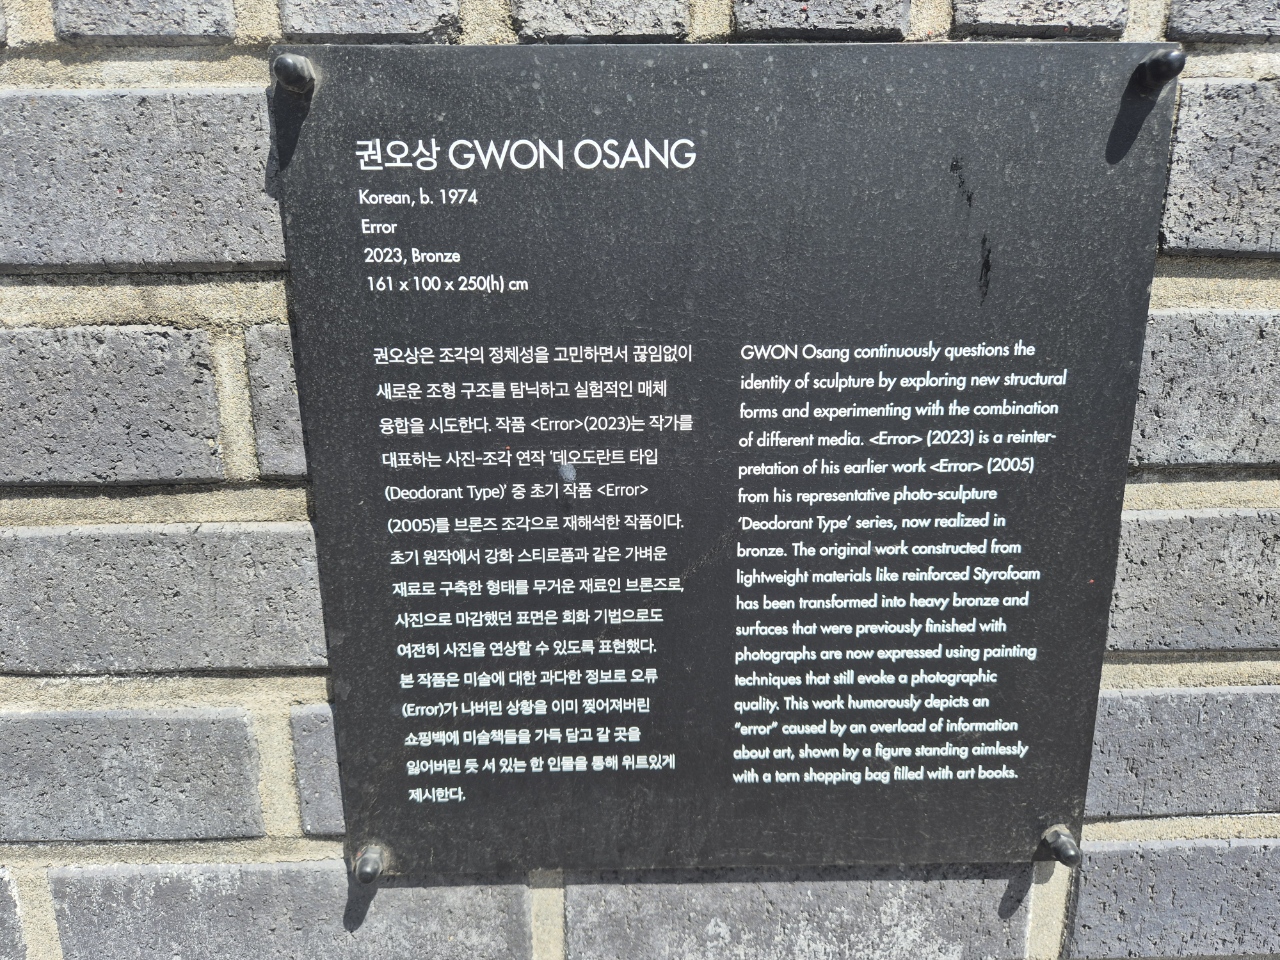 권오상 GWON OSANG
Korean, b. 1974
Error
2023, Bronze
161 x 100 x 250(h) cm
권오상은 조각의 정체성을 고민하면서 끊임없이
새로운 조형 구조를 탐닉하고 실험적인 매체
융합을 시도한다. 작품 <Error>(2023)는 작가를
대표하는 사진-조각 연작 '데오도란트 타입
(Deodorant Type)' 중 초기 작품 <Error>
(2005)를 브론즈 조각으로 재해석한 작품이다.
초기 원작에서 강화 스티로폼과 같은 가벼운
재료로 구축한 형태를 무거운 재료인 브론즈로,
사진으로 마감했던 표면은 회화 기법으로도
여전히 사진을 연상할 수 있도록 표현했다.
본 작품은 미술에 대한 과다한 정보로 오류
(Error)가 나버린 상황을 이미 찢어져버린
쇼핑백에 미술책들을 가득 담고 갈 곳을
잃어버린 듯 서 있는 한 인물을 통해 위트있게
제시한다.
GWON Osang continuously questions the
identity of sculpture by exploring new structural
forms and experimenting with the combination
of different media. <Error> (2023) is a reinter-
pretation of his earlier work <Error> (2005)
from his representative photo-sculpture
'Deodorant Type' series, now realized in
bronze. The original work constructed from
lightweight materials like reinforced Styrofoam
has been transformed into heavy bronze and
surfaces that were previously finished with
photographs are now expressed using painting
techniques that still evoke a photographic
quality. This work humorously depicts an
"error" caused by an overload of information
about art, shown by a figure standing aimlessly
with a torn shopping bag filled with art books.